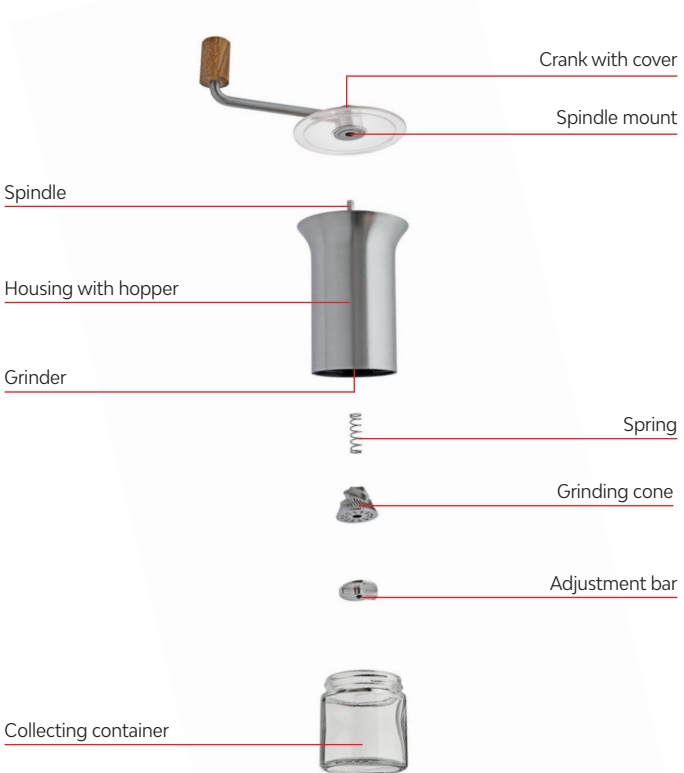 Crank with cover
Spindle mount
Spindle
Housing with hopper
Grinder
Spring
Grinding cone
Adjustment bar
Collecting container